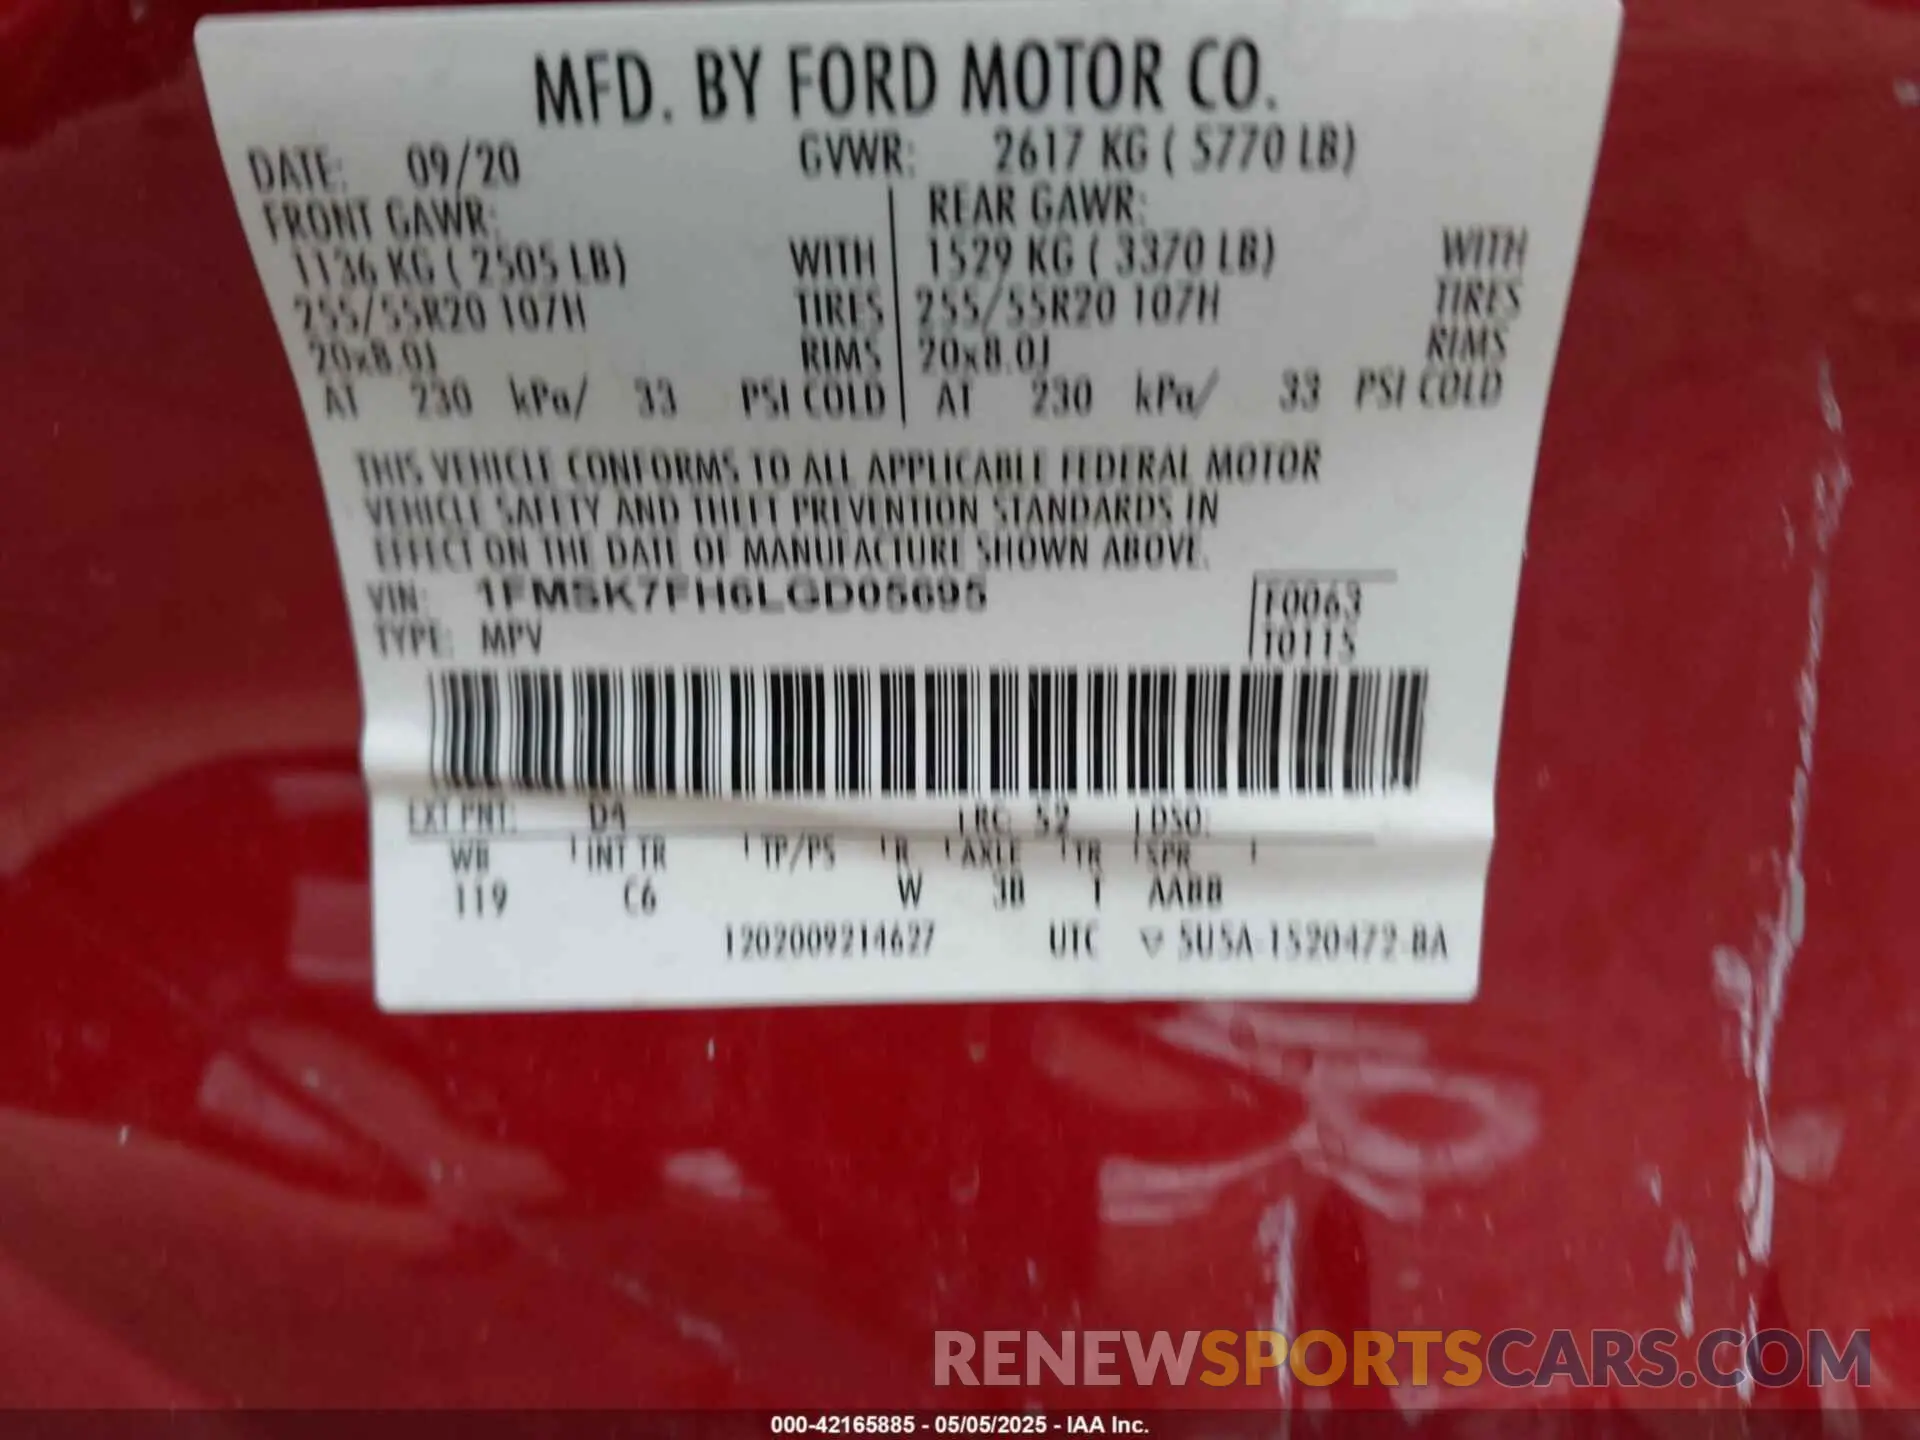 MFD. BY FORD MOTOR CO.
DATE: 09/20 GVWR: 2617 KG ( 5770 LB)
FRONT GAWR: REAR GAWR:
1136 KG ( 2505 LB) WITH 1529 KG ( 3370 LB) WITH
255/55R20 107H TIRES 255/55R20 107H TIRES
20x8.0J RIMS 20x8.0J RIMS
AT 230 kPa/ 33 PSI COLD AT 230 kPa/ 33 PSI COLD
THIS VEHICLE CONFORMS TO ALL APPLICABLE FEDERAL MOTOR
VEHICLE SAFETY AND THEFT PREVENTION STANDARDS IN
EFFECT ON THE DATE OF MANUFACTURE SHOWN ABOVE.
VIN: 1FMSK7FH6LGD05695 F0063
TYPE: MPV T0115
EXT PNT: D4 RC: 52 DSO:
WB INT TR TP/PS R AXLE TR SPR
119 C6 W 3B 1 AABB
1202009214627 UTC ▽ 5U5A-1520472-BA
RENEWSPORTSCARS.COM
000-42165885 - 05/05/2025 - IAA Inc.